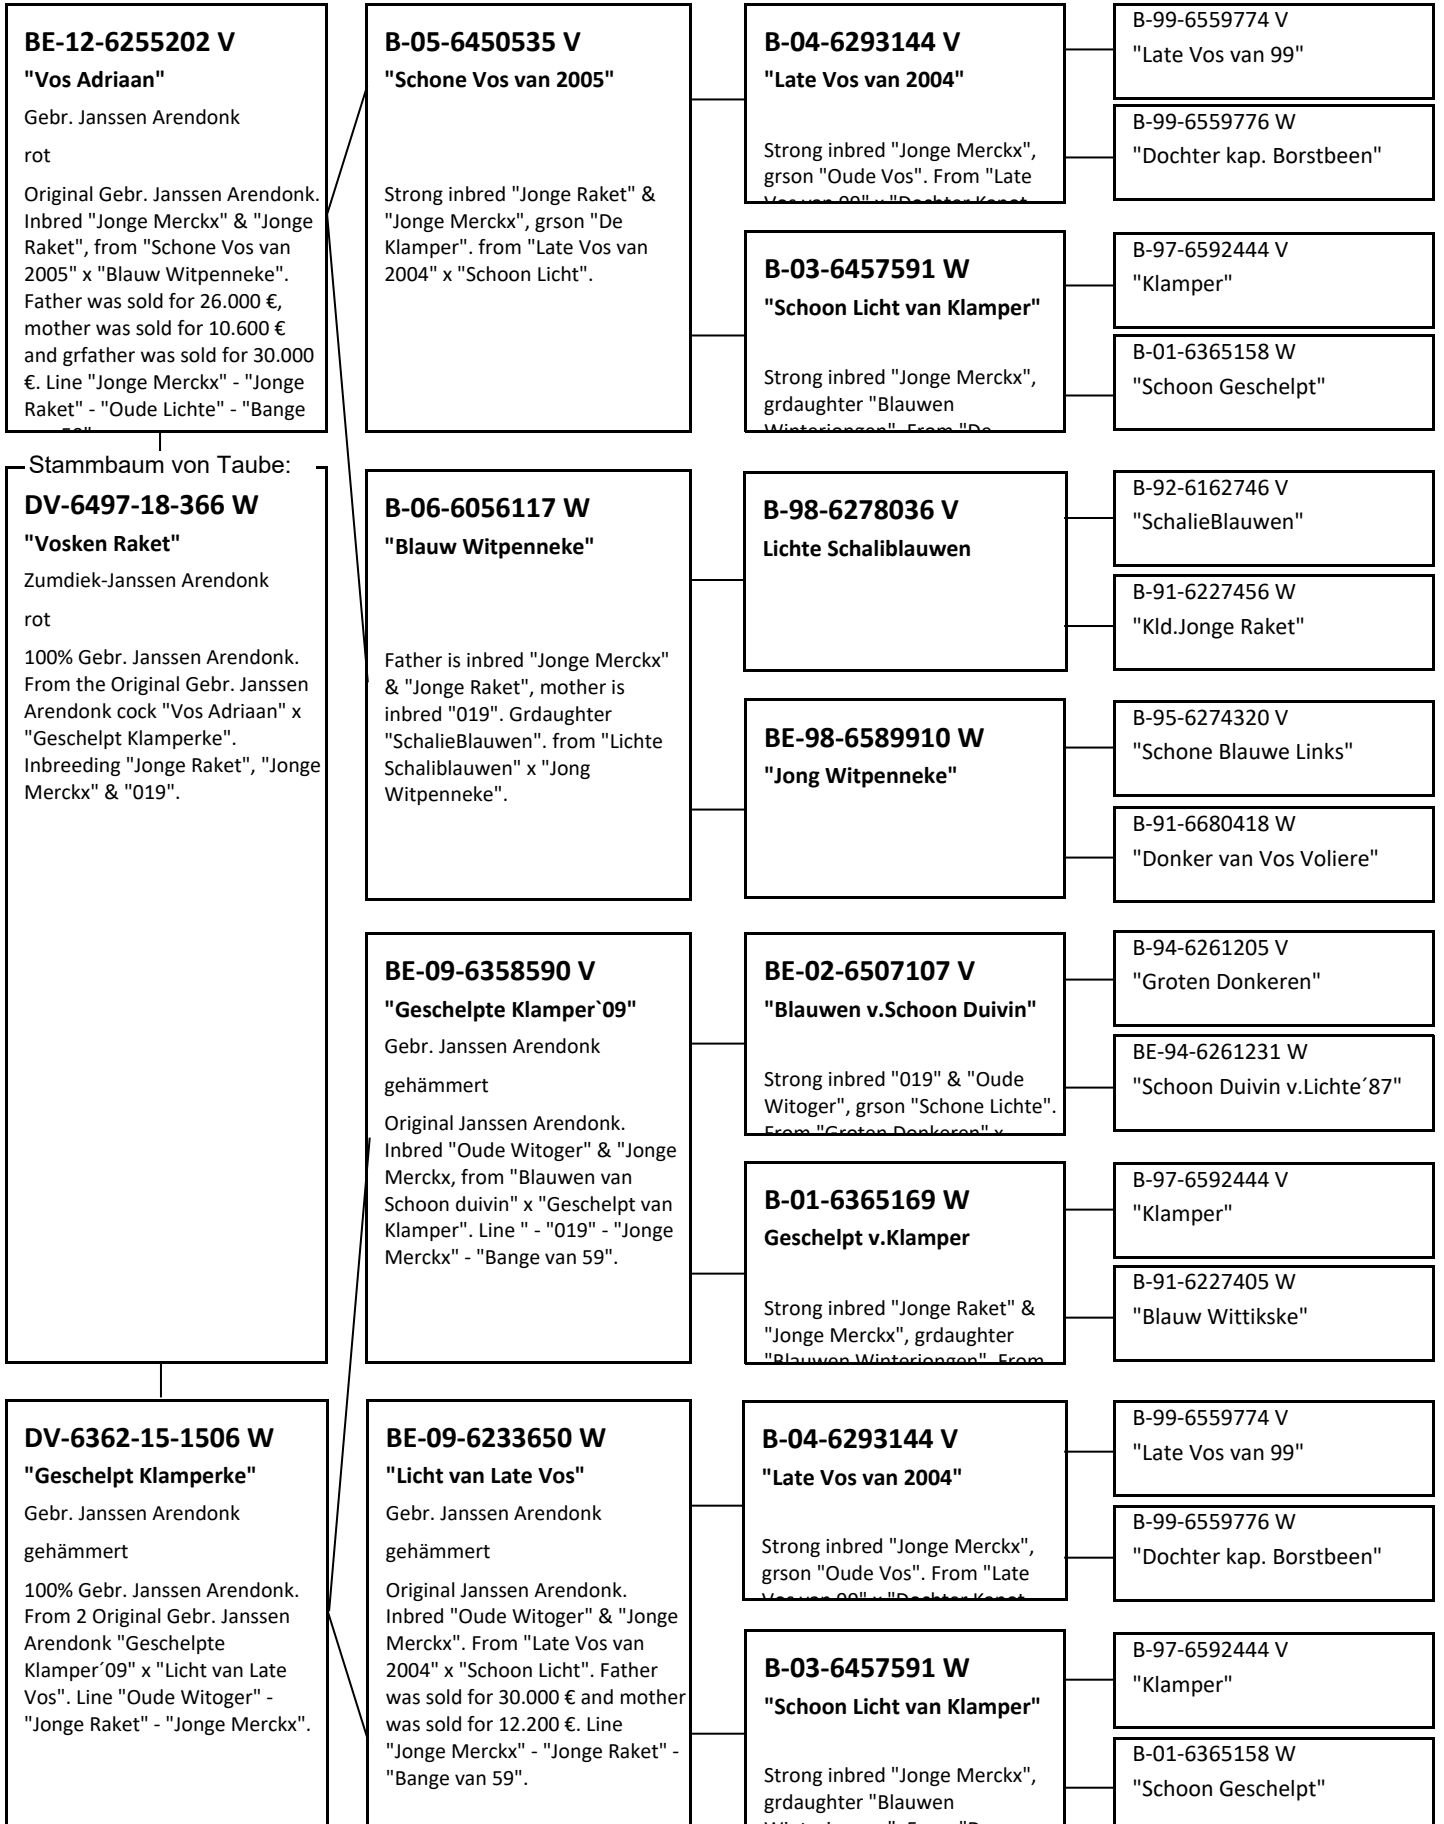 BE-12-6255202 V
"Vos Adriaan"
Gebr. Janssen Arendonk
rot
Original Gebr. Janssen Arendonk.
Inbred "Jonge Merckx" & "Jonge
Raket", from "Schone Vos van
2005" x "Blauw Witpenneke".
Father was sold for 26.000 €,
mother was sold for 10.600 €
and grfather was sold for 30.000
€. Line "Jonge Merckx" - "Jonge
Raket" - "Oude Lichte" - "Bange
Stammbaum von Taube:
DV-6497-18-366 W
"Vosken Raket"
Zumdiek-Janssen Arendonk
rot
100% Gebr. Janssen Arendonk.
From the Original Gebr. Janssen
Arendonk cock "Vos Adriaan" x
"Geschelpt Klamperke".
Inbreeding "Jonge Raket", "Jonge
Merckx" & "019".
DV-6362-15-1506 W
"Geschelpt Klamperke"
Gebr. Janssen Arendonk
gehämmert
100% Gebr. Janssen Arendonk.
From 2 Original Gebr. Janssen
Arendonk "Geschelpte
Klamper´09" x "Licht van Late
Vos". Line "Oude Witoger" -
"Jonge Raket" - "Jonge Merckx".
B-05-6450535 V
"Schone Vos van 2005"
Strong inbred "Jonge Raket" &
"Jonge Merckx", grson "De
Klamper". from "Late Vos van
2004" x "Schoon Licht".
B-06-6056117 W
"Blauw Witpenneke"
Father is inbred "Jonge Merckx"
& "Jonge Raket", mother is
inbred "019". Grdaughter
"SchalieBlauwen". from "Lichte
Schaliblauwen" x "Jong
Witpenneke".
BE-09-6358590 V
"Geschelpte Klamper`09"
Gebr. Janssen Arendonk
gehämmert
Original Janssen Arendonk.
Inbred "Oude Witoger" & "Jonge
Merckx, from "Blauwen van
Schoon duivin" x "Geschelpt van
Klamper". Line " - "019" - "Jonge
Merckx" - "Bange van 59".
BE-09-6233650 W
"Licht van Late Vos"
Gebr. Janssen Arendonk
gehämmert
Original Janssen Arendonk.
Inbred "Oude Witoger" & "Jonge
Merckx". From "Late Vos van
2004" x "Schoon Licht". Father
was sold for 30.000 € and mother
was sold for 12.200 €. Line
"Jonge Merckx" - "Jonge Raket" -
"Bange van 59".
B-04-6293144 V
"Late Vos van 2004"
Strong inbred "Jonge Merckx",
grson "Oude Vos". From "Late
Vos van 99" x "Dochter Kapot
B-03-6457591 W
"Schoon Licht van Klamper"
Strong inbred "Jonge Merckx",
grdaughter "Blauwen
Winterjongen". From "De
B-98-6278036 V
Lichte Schaliblauwen
BE-98-6589910 W
"Jong Witpenneke"
BE-02-6507107 V
"Blauwen v.Schoon Duivin"
Strong inbred "019" & "Oude
Witoger", grson "Schone Lichte".
From "Groten Donkeren" x
B-01-6365169 W
Geschelpt v.Klamper
Strong inbred "Jonge Raket" &
"Jonge Merckx", grdaughter
"Blauwen Winterjongen". From
B-04-6293144 V
"Late Vos van 2004"
Strong inbred "Jonge Merckx",
grson "Oude Vos". From "Late
Vos van 99" x "Dochter Kapot
B-03-6457591 W
"Schoon Licht van Klamper"
Strong inbred "Jonge Merckx",
grdaughter "Blauwen
B-99-6559774 V
"Late Vos van 99"
B-99-6559776 W
"Dochter kap. Borstbeen"
B-97-6592444 V
"Klamper"
B-01-6365158 W
"Schoon Geschelpt"
B-92-6162746 V
"SchalieBlauwen"
B-91-6227456 W
"Kld.Jonge Raket"
B-95-6274320 V
"Schone Blauwe Links"
B-91-6680418 W
"Donker van Vos Voliere"
B-94-6261205 V
"Groten Donkeren"
BE-94-6261231 W
"Schoon Duivin v.Lichte´87"
B-97-6592444 V
"Klamper"
B-91-6227405 W
"Blauw Wittikske"
B-99-6559774 V
"Late Vos van 99"
B-99-6559776 W
"Dochter kap. Borstbeen"
B-97-6592444 V
"Klamper"
B-01-6365158 W
"Schoon Geschelpt"